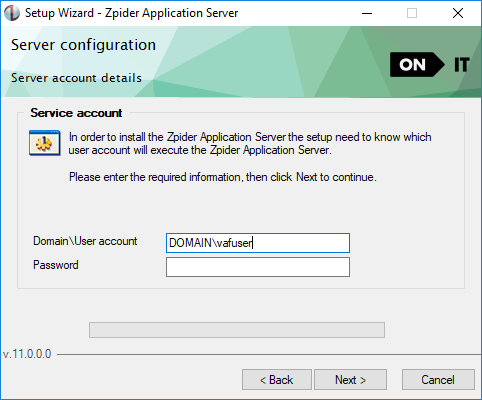 Setup Wizard - Zpider Application Server
Server configuration
Server account details
ON IT
Service account
In order to install the Zpider Application Server the setup need to know which
user account will execute the Zpider Application Server.
Please enter the required information, then click Next to continue.
Domain\User account
DOMAIN\vafuser
Password
v.11.0.0.0
< Back
Next >
Cancel